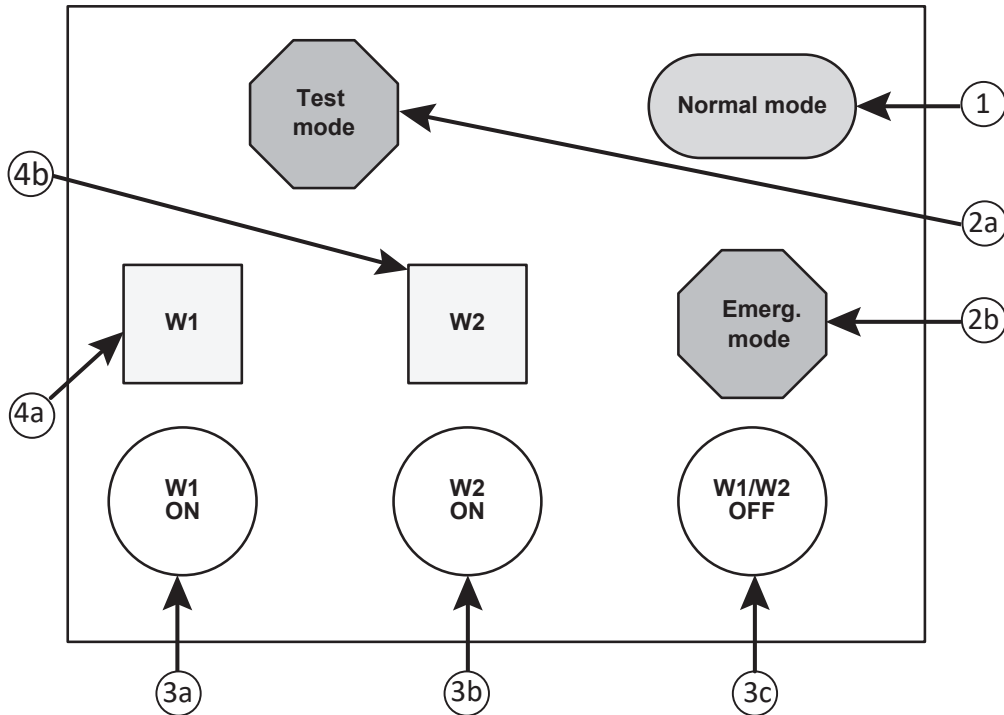 Test
mode
Normal mode
1
4b
2a
W1
W2
Emerg.
mode
2b
4a
W1
ON
W2
ON
W1/W2
OFF
3a
3b
3c